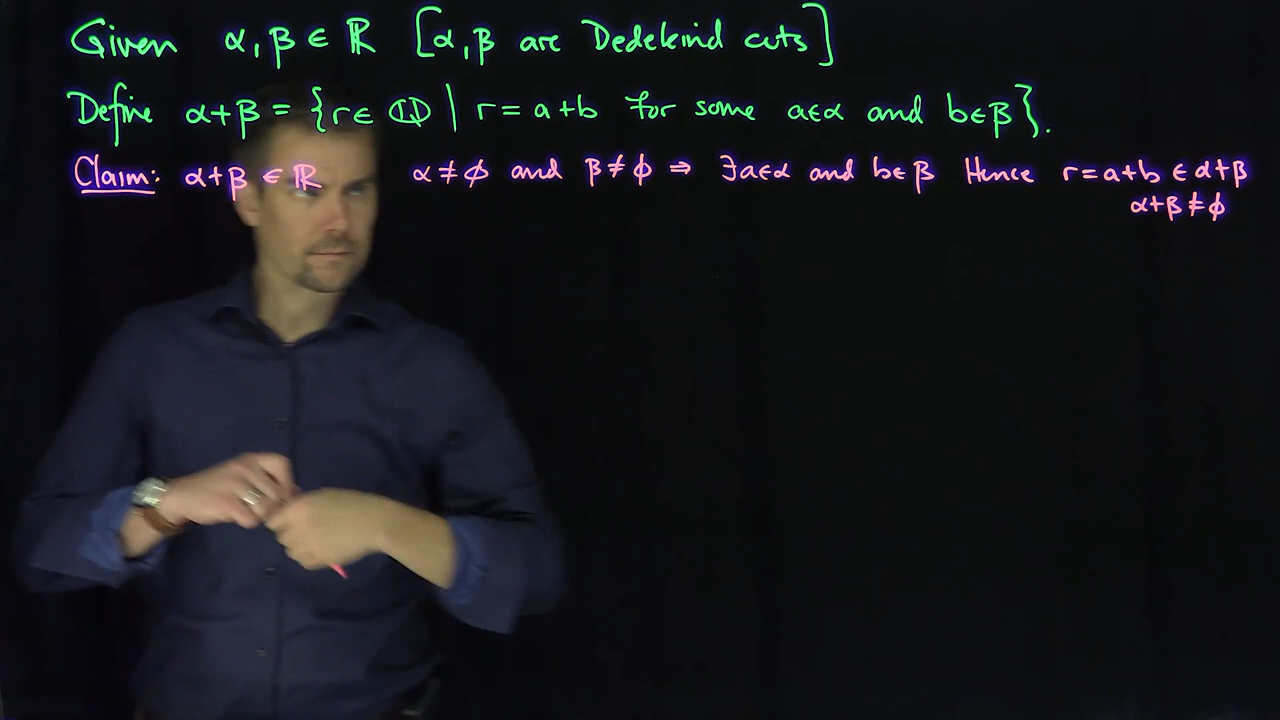 Given α, β ∈ ℝ [α, β are Dedekind cuts]
Define α+β = {r ∈ ℚ | r = a+b for some a∈α and b∈β}.
Claim: α+β ∈ ℝ α≠ϕ and β≠ϕ ⇒ ∃a∈α and b∈β Hence r=a+b ∈ α+β
α+β≠ϕ